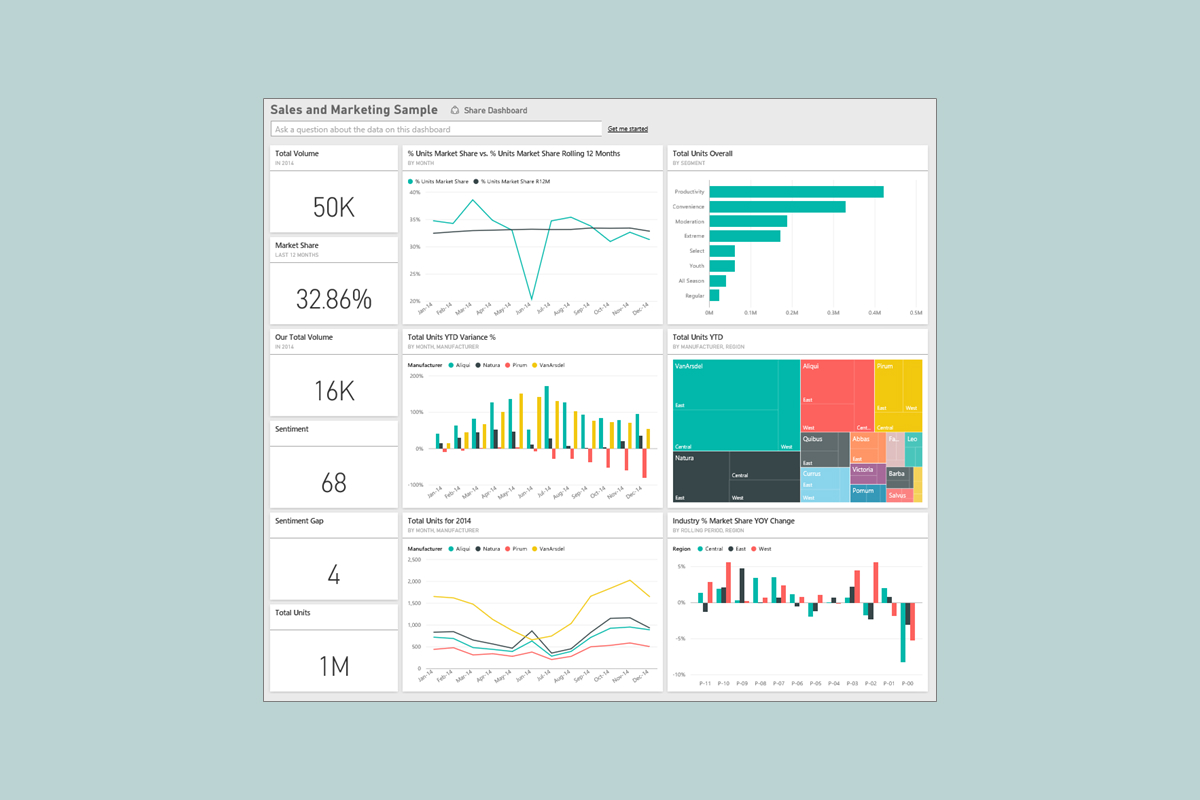 Sales and Marketing Sample Share Dashboard
Ask a question about the data on this dashboard Get me started
Total Volume
IN 2014
50K
Market Share
LAST 12 MONTHS
32.86%
Our Total Volume
IN 2014
16K
Sentiment
68
Sentiment Gap
4
Total Units
1M
% Units Market Share vs. % Units Market Share Rolling 12 Months
BY MONTH
% Units Market Share % Units Market Share R12M
40%
35%
30%
25%
20%
Jan-14 Feb-14 Mar-14 Apr-14 May-14 Jun-14 Jul-14 Aug-14 Sep-14 Oct-14 Nov-14 Dec-14
Total Units Overall
BY SEGMENT
Productivity
Convenience
Moderation
Extreme
Select
Youth
All Season
Regular
0M 0.1M 0.2M 0.3M 0.4M 0.5M
Total Units YTD Variance %
BY MONTH, MANUFACTURER
Manufacturer Aliqui Natura Pirum VanArsdel
200%
100%
0%
-100%
Jan-14 Feb-14 Mar-14 Apr-14 May-14 Jun-14 Jul-14 Aug-14 Sep-14 Oct-14 Nov-14 Dec-14
Total Units YTD
BY MANUFACTURER, REGION
VanArsdel
East
Central West
Natura
Central
East West
Aliqui
East
West Cent...
Pirum
East West
Central
Quibus
East
Currus
East
West
Abbas
East
Fa...
Leo
Victoria
Barba
Pomum
Salvus
Total Units for 2014
BY MONTH, MANUFACTURER
Manufacturer Aliqui Natura Pirum VanArsdel
2,500
2,000
1,500
1,000
500
0
Jan-14 Feb-14 Mar-14 Apr-14 May-14 Jun-14 Jul-14 Aug-14 Sep-14 Oct-14 Nov-14 Dec-14
Industry % Market Share YOY Change
BY ROLLING PERIOD, REGION
Region Central East West
5%
0%
-5%
-10%
P-11 P-10 P-09 P-08 P-07 P-06 P-05 P-04 P-03 P-02 P-01 P-00